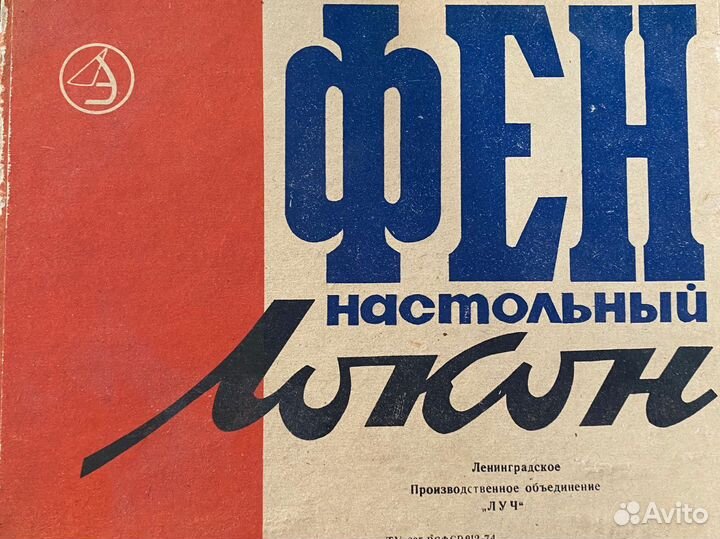 ФЕН
настольный
Локон
Ленинградское
Производственное объединение
„ЛУЧ“
Avito